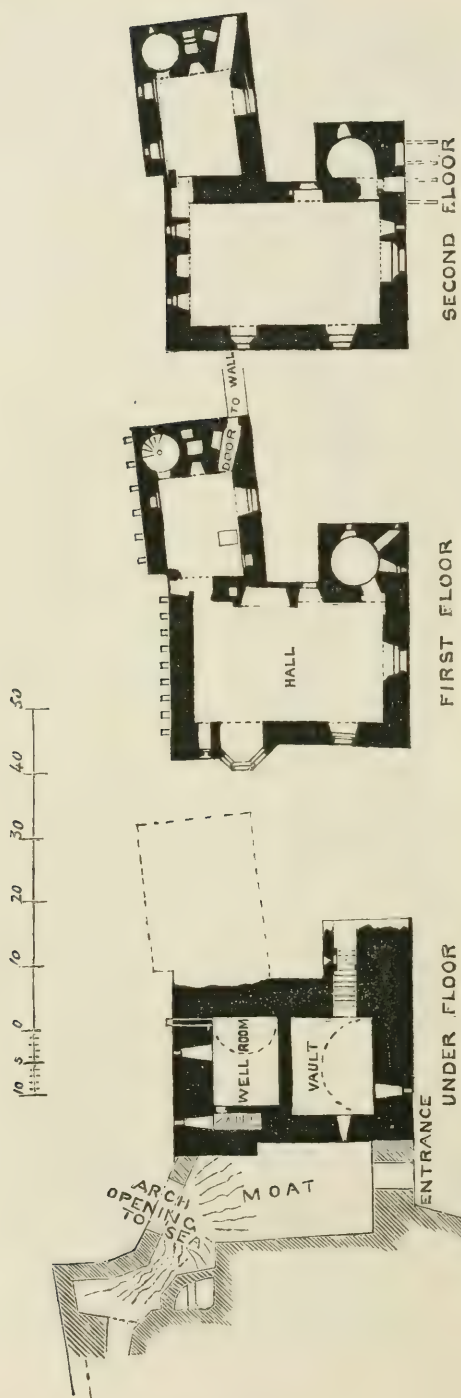 10 5 0 10 20 30 40 50
ARCH
OPENING
TO SEA
MOAT
WELL ROOM
VAULT
ENTRANCE
UNDER FLOOR
HALL
DOOR TO WALL
FIRST FLOOR
SECOND FLOOR